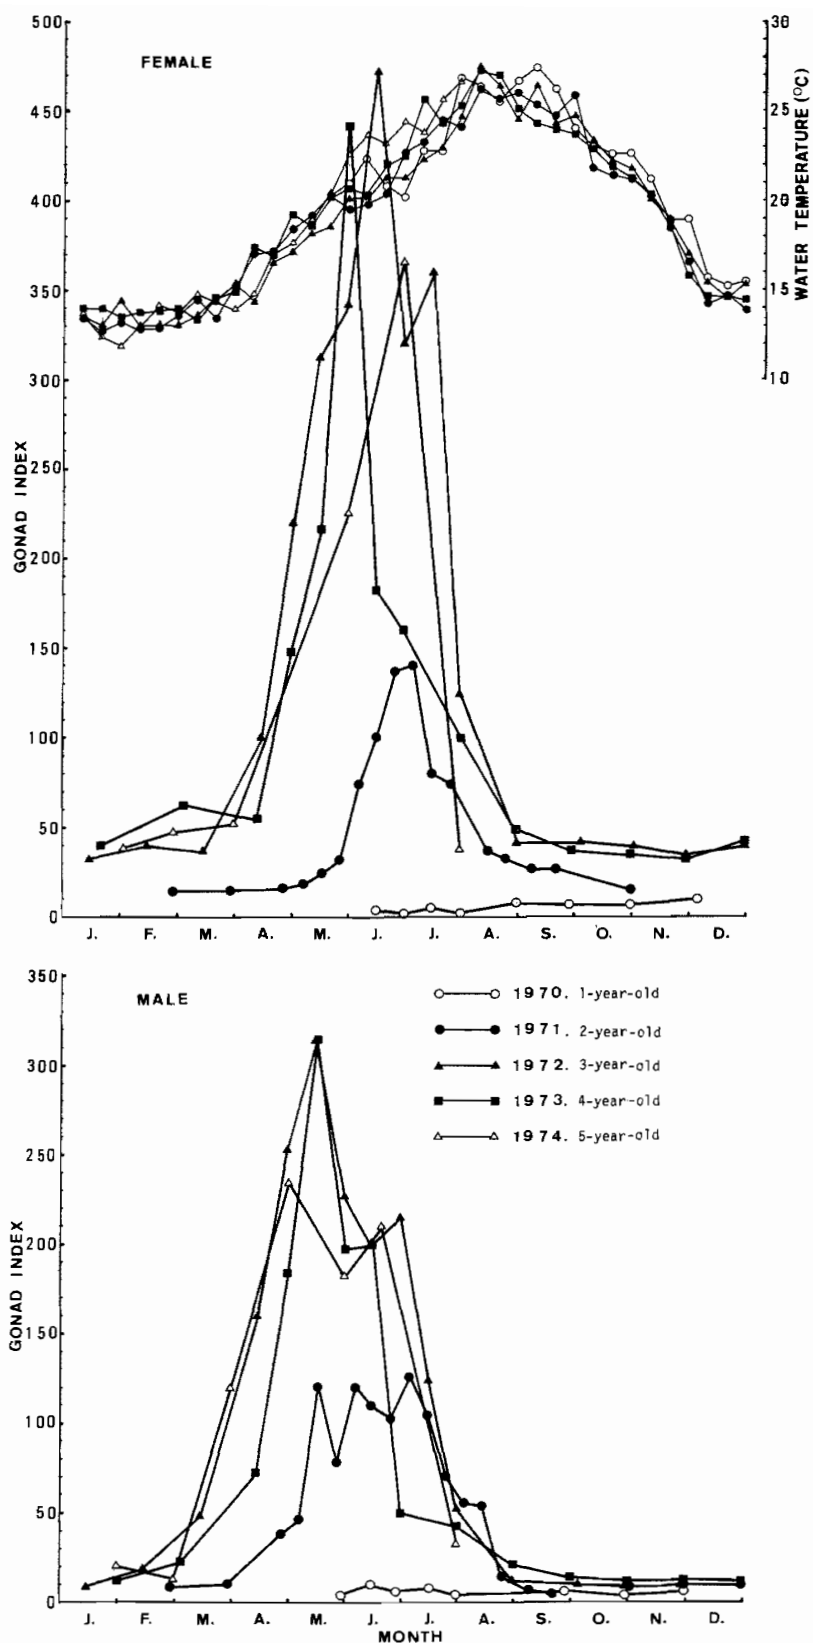 FEMALE
500
450
400
350
300
250
200
150
100
50
0
GONAD INDEX
30
25
20
15
10
WATER TEMPERATURE (°C)
J. F. M. A. M. J. J. A. S. O. N. D.
MALE
350
300
250
200
150
100
50
0
GONAD INDEX
1970. 1-year-old
1971. 2-year-old
1972. 3-year-old
1973. 4-year-old
1974. 5-year-old
J. F. M. A. M. J. J. A. S. O. N. D.
MONTH